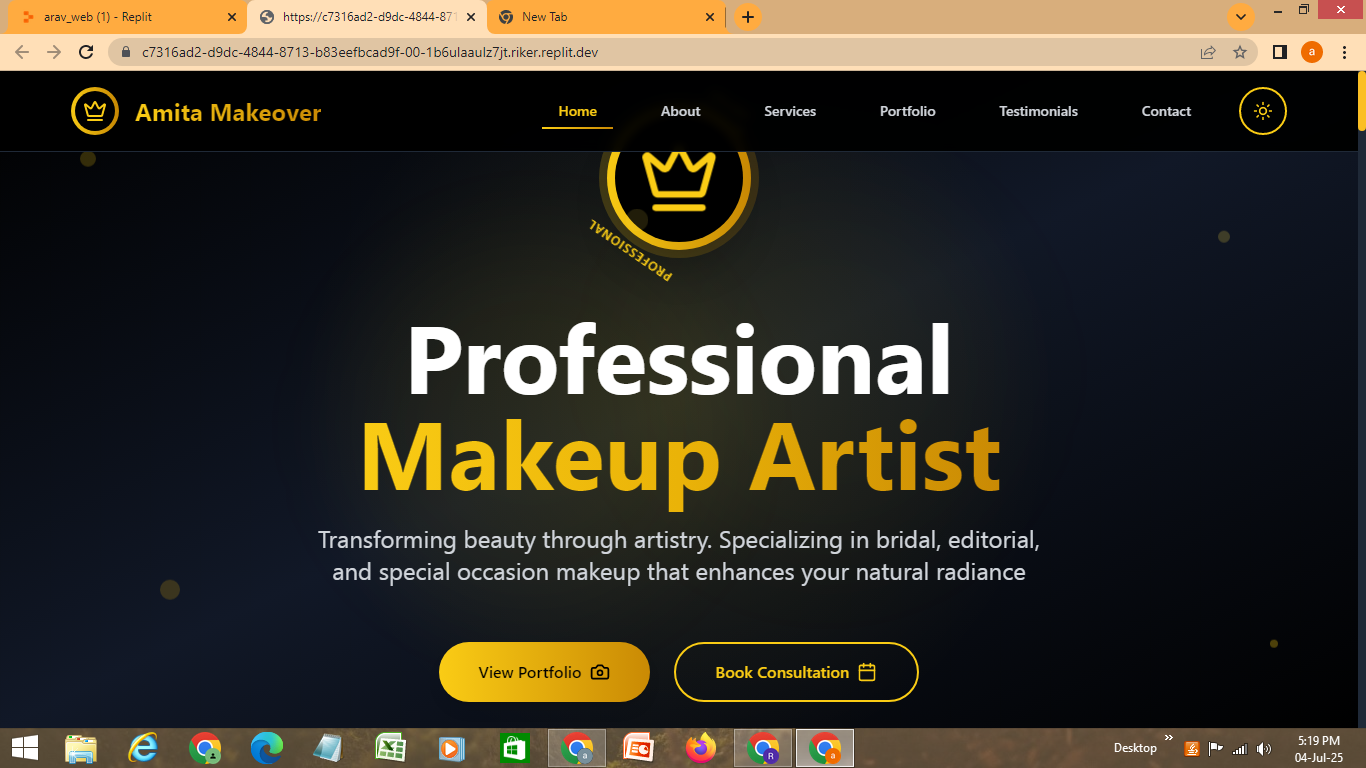 arav_web (1) - Replit
https://c7316ad2-d9dc-4844-871
New Tab
c7316ad2-d9dc-4844-8713-b83eefbcad9f-00-1b6ulaaulz7jt.riker.replit.dev
a
Amita Makeover
Home
About
Services
Portfolio
Testimonials
Contact
PROFESSIONAL
Professional
Makeup Artist
Transforming beauty through artistry. Specializing in bridal, editorial,
and special occasion makeup that enhances your natural radiance
View Portfolio
Book Consultation
Desktop
5:19 PM
04-Jul-25